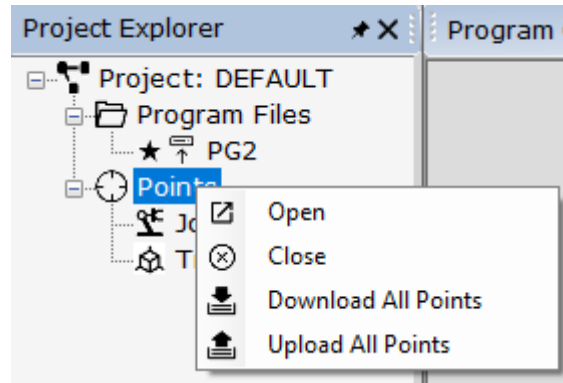 Project Explorer
Program
Project: DEFAULT
Program Files
PG2
Points
Open
Close
Download All Points
Upload All Points